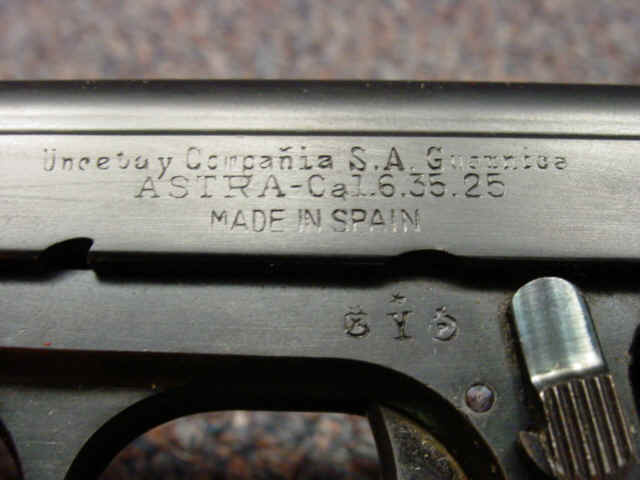 Unceta y Compañia S.A. Guernica
ASTRA-Cal.6.35.25
MADE IN SPAIN
Y